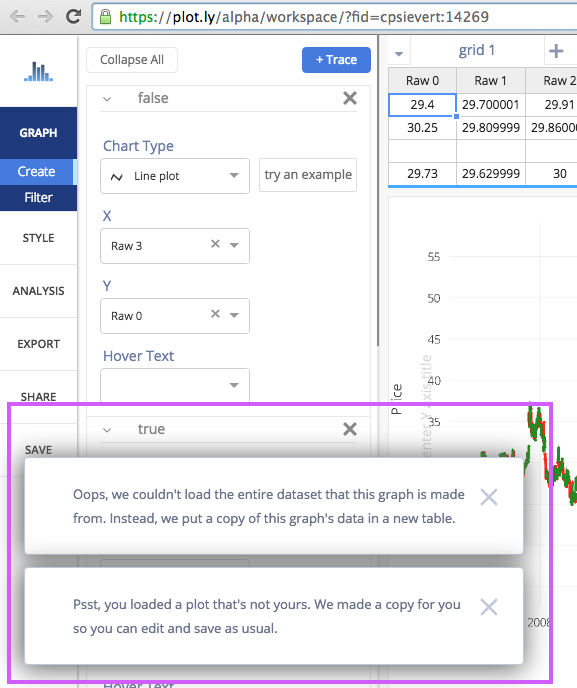 https://plot.ly/alpha/workspace/?fid=cpsievert:14269
GRAPH
Create
Filter
STYLE
ANALYSIS
EXPORT
SHARE
SAVE
Collapse All
+ Trace
false
Chart Type
Line plot
try an example
X
Raw 3
Y
Raw 0
Hover Text
true
grid 1
Raw 0 Raw 1 Raw 2
29.4 29.700001 29.91
30.25 29.809999 29.86000
29.73 29.629999 30
55
50
45
40
35
Price
enter Y axis title
2008
Oops, we couldn't load the entire dataset that this graph is made
from. Instead, we put a copy of this graph's data in a new table.
Psst, you loaded a plot that's not yours. We made a copy for you
so you can edit and save as usual.
Hover Text